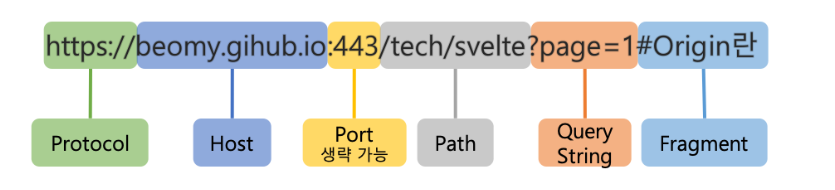 https://beomy.gihub.io:443/tech/svelte?page=1#Origin란
Protocol
Host
Port
생략 가능
Path
Query
String
Fragment